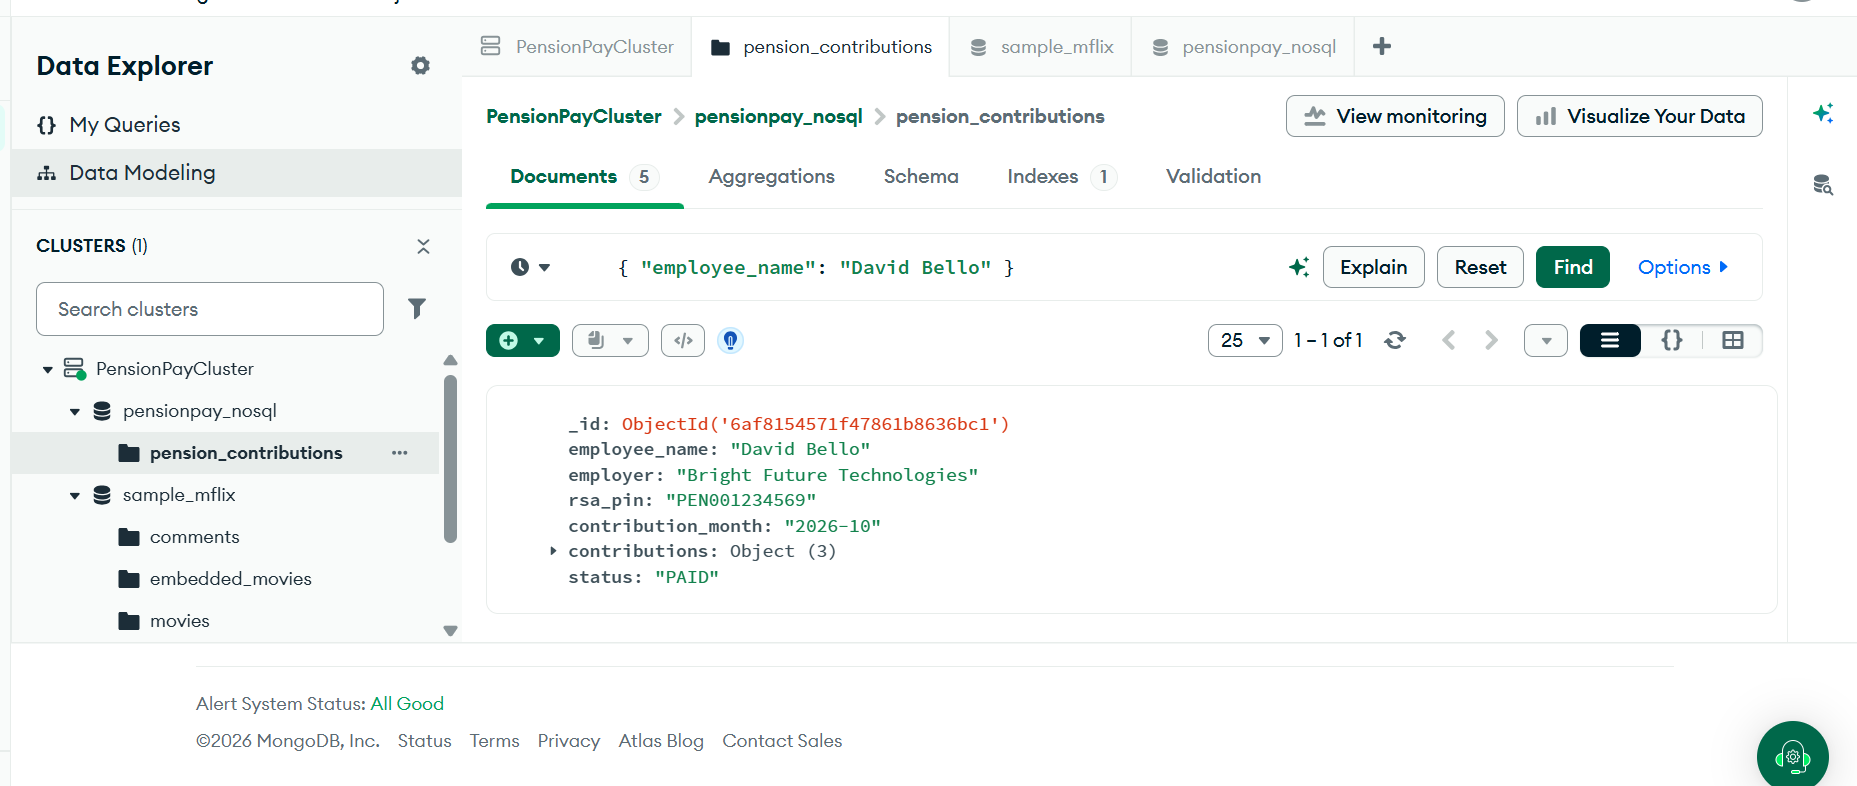 Data Explorer
My Queries
Data Modeling
CLUSTERS (1)
Search clusters
PensionPayCluster
pensionpay_nosql
pension_contributions
sample_mflix
comments
embedded_movies
movies
PensionPayCluster pension_contributions sample_mflix pensionpay_nosql +
PensionPayCluster > pensionpay_nosql > pension_contributions
View monitoring Visualize Your Data
Documents 5 Aggregations Schema Indexes 1 Validation
{ "employee_name": "David Bello" }
Explain Reset Find Options
25 1 – 1 of 1
_id: ObjectId('6af8154571f47861b8636bc1')
employee_name: "David Bello"
employer: "Bright Future Technologies"
rsa_pin: "PEN001234569"
contribution_month: "2026-10"
contributions: Object (3)
status: "PAID"
Alert System Status: All Good
©2026 MongoDB, Inc. Status Terms Privacy Atlas Blog Contact Sales